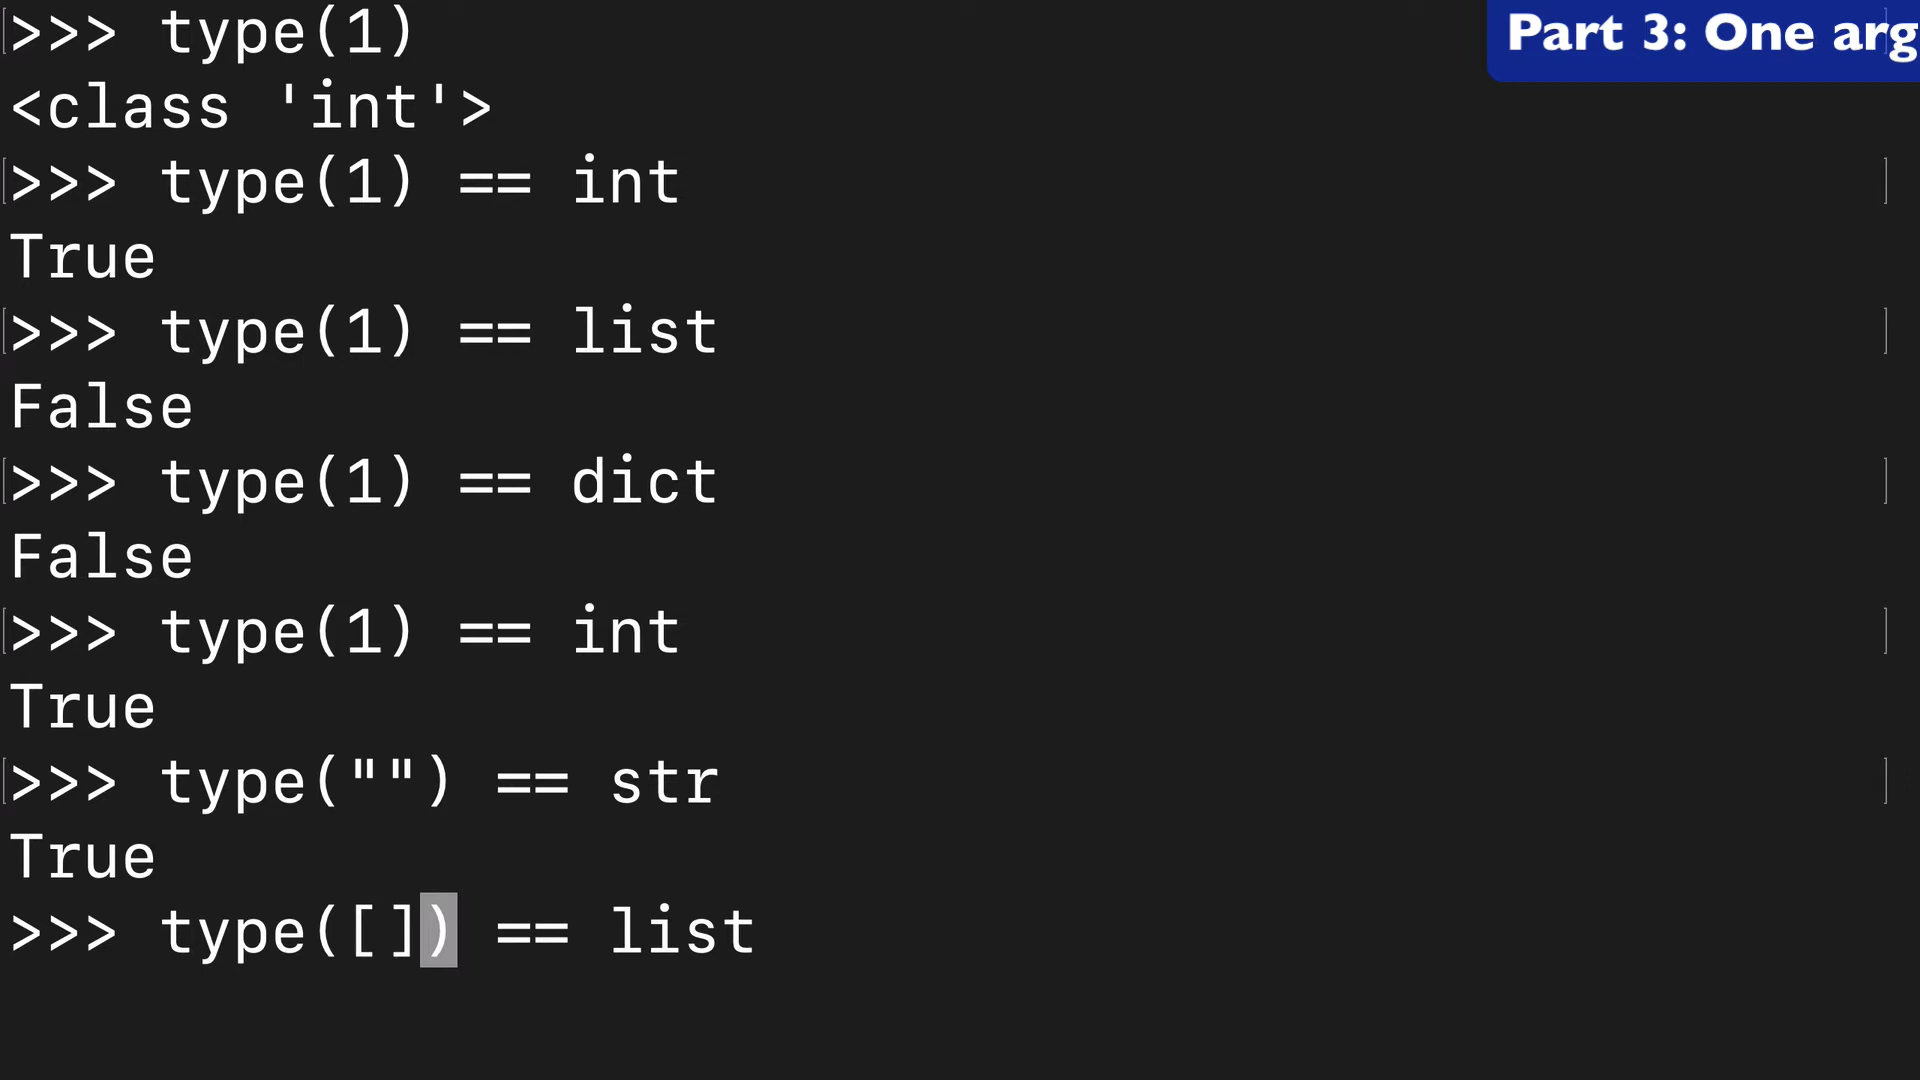 >>> type(1)
Part 3: One arg
<class 'int'>
>>> type(1) == int
True
>>> type(1) == list
False
>>> type(1) == dict
False
>>> type(1) == int
True
>>> type("") == str
True
>>> type([]) == list